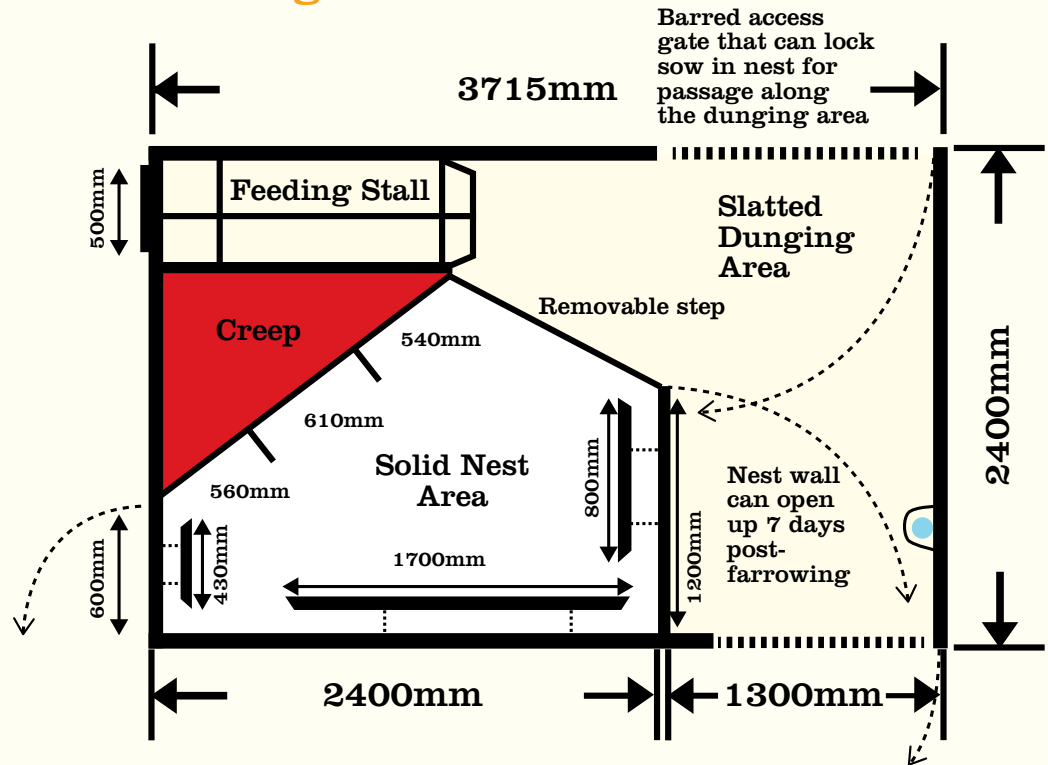 Barred access
gate that can lock
sow in nest for
passage along
the dunging area
3715mm
500mm
Feeding Stall
Slatted
Dunging
Area
Creep
Removable step
540mm
610mm
560mm
Solid Nest
Area
800mm
2400mm
Nest wall
can open
up 7 days
post-
farrowing
600mm
430mm
1700mm
1200mm
2400mm
1300mm